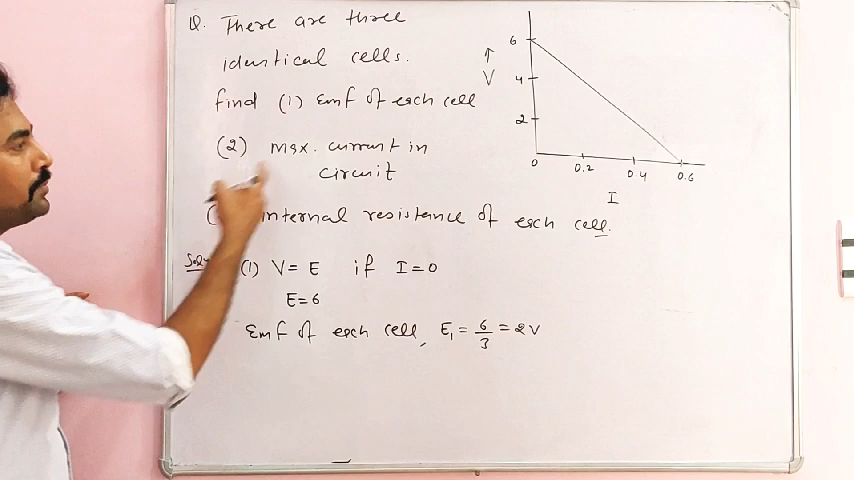 Q. There are three
identical cells.
find (1) Emf of each cell
(2) max. current in
circuit
( internal resistance of each cell.
Soln (1) V = E if I = 0
E = 6
Emf of each cell, E₁ = 6/3 = 2V
6
↑
V
4
2
0 0.2 0.4 0.6
I